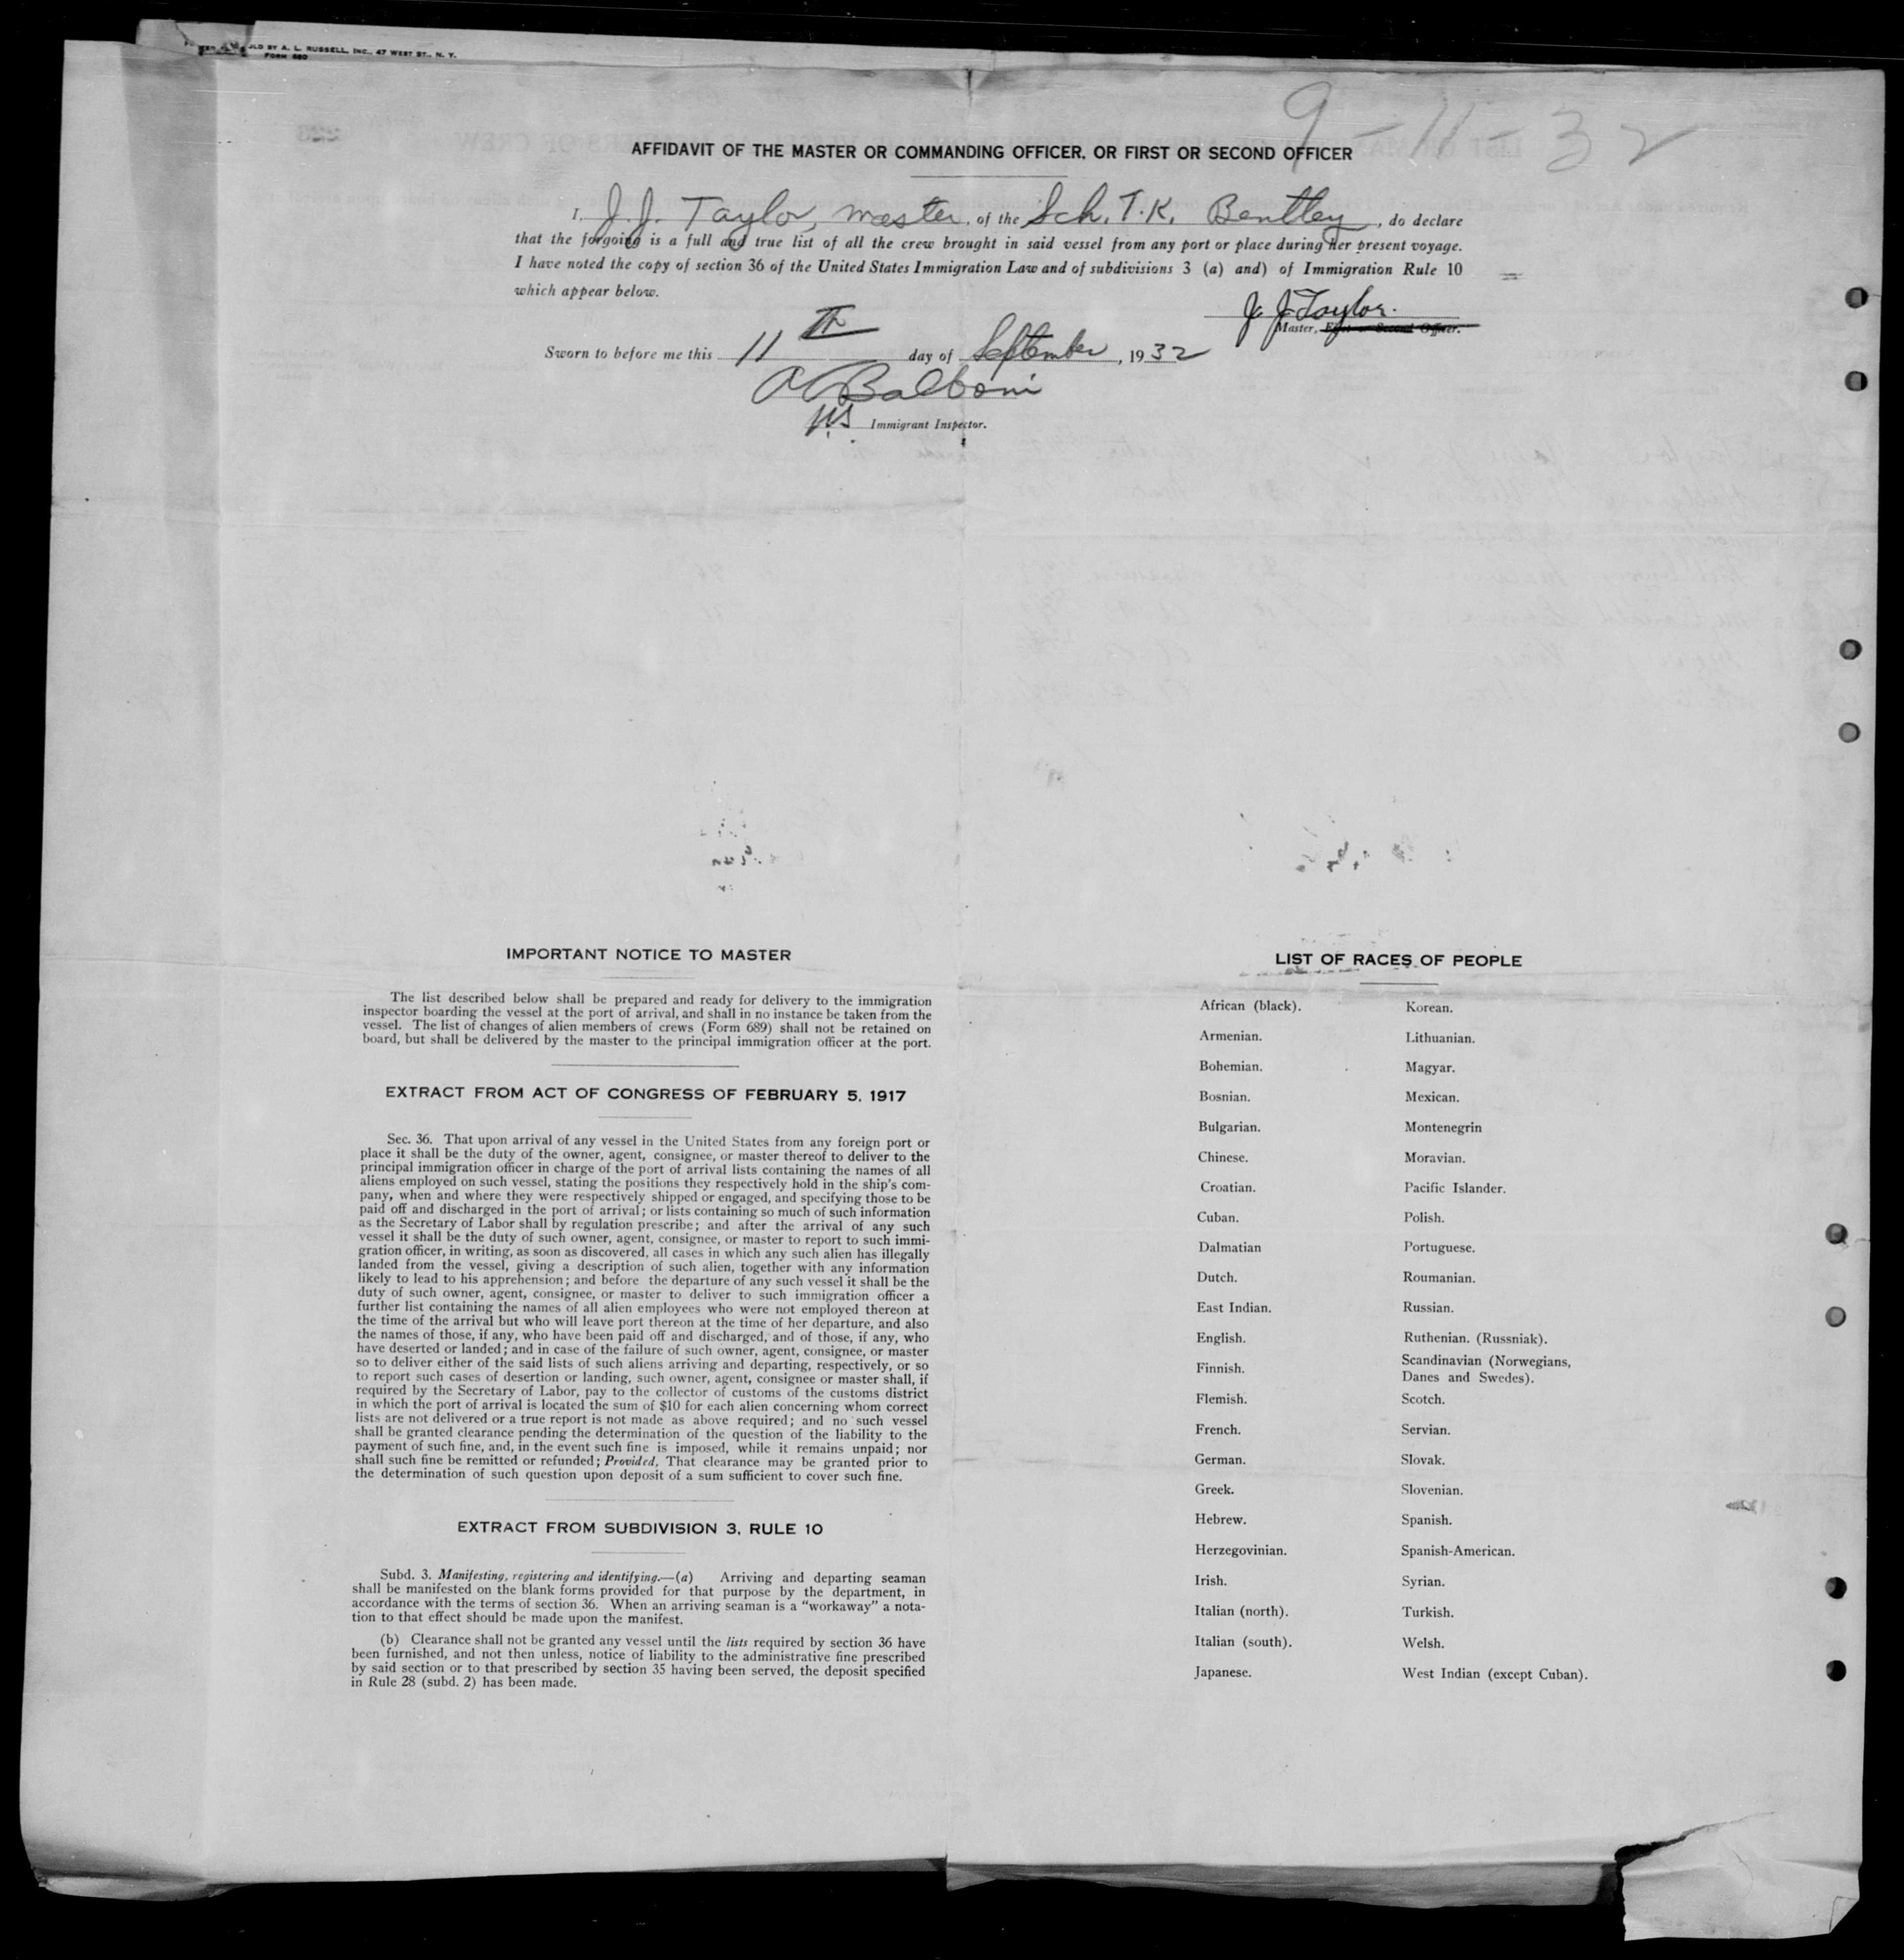 OLD BY A. L. RUSSELL, INC., 47 WEST ST., N. Y.
FORM 680
9-11-32
AFFIDAVIT OF THE MASTER OR COMMANDING OFFICER, OR FIRST OR SECOND OFFICER
I, J. J. Taylor, master, of the Sch. T. K. Bentley, do declare
that the forgoing is a full and true list of all the crew brought in said vessel from any port or place during her present voyage.
I have noted the copy of section 36 of the United States Immigration Law and of subdivisions 3 (a) and) of Immigration Rule 10
which appear below.
J. J. Taylor.
Master, First or Second Officer.
Sworn to before me this 11th day of September, 1932
A Balboni
US Immigrant Inspector.
IMPORTANT NOTICE TO MASTER
The list described below shall be prepared and ready for delivery to the immigration
inspector boarding the vessel at the port of arrival, and shall in no instance be taken from the
vessel. The list of changes of alien members of crews (Form 689) shall not be retained on
board, but shall be delivered by the master to the principal immigration officer at the port.
EXTRACT FROM ACT OF CONGRESS OF FEBRUARY 5, 1917
Sec. 36. That upon arrival of any vessel in the United States from any foreign port or
place it shall be the duty of the owner, agent, consignee, or master thereof to deliver to the
principal immigration officer in charge of the port of arrival lists containing the names of all
aliens employed on such vessel, stating the positions they respectively hold in the ship's com-
pany, when and where they were respectively shipped or engaged, and specifying those to be
paid off and discharged in the port of arrival; or lists containing so much of such information
as the Secretary of Labor shall by regulation prescribe; and after the arrival of any such
vessel it shall be the duty of such owner, agent, consignee, or master to report to such immi-
gration officer, in writing, as soon as discovered, all cases in which any such alien has illegally
landed from the vessel, giving a description of such alien, together with any information
likely to lead to his apprehension; and before the departure of any such vessel it shall be the
duty of such owner, agent, consignee, or master to deliver to such immigration officer a
further list containing the names of all alien employees who were not employed thereon at
the time of the arrival but who will leave port thereon at the time of her departure, and also
the names of those, if any, who have been paid off and discharged, and of those, if any, who
have deserted or landed; and in case of the failure of such owner, agent, consignee, or master
so to deliver either of the said lists of such aliens arriving and departing, respectively, or so
to report such cases of desertion or landing, such owner, agent, consignee or master shall, if
required by the Secretary of Labor, pay to the collector of customs of the customs district
in which the port of arrival is located the sum of $10 for each alien concerning whom correct
lists are not delivered or a true report is not made as above required; and no such vessel
shall be granted clearance pending the determination of the question of the liability to the
payment of such fine, and, in the event such fine is imposed, while it remains unpaid; nor
shall such fine be remitted or refunded; Provided, That clearance may be granted prior to
the determination of such question upon deposit of a sum sufficient to cover such fine.
EXTRACT FROM SUBDIVISION 3, RULE 10
Subd. 3. Manifesting, registering and identifying.—(a) Arriving and departing seaman
shall be manifested on the blank forms provided for that purpose by the department, in
accordance with the terms of section 36. When an arriving seaman is a "workaway" a nota-
tion to that effect should be made upon the manifest.
(b) Clearance shall not be granted any vessel until the lists required by section 36 have
been furnished, and not then unless, notice of liability to the administrative fine prescribed
by said section or to that prescribed by section 35 having been served, the deposit specified
in Rule 28 (subd. 2) has been made.
LIST OF RACES OF PEOPLE
African (black).
Armenian.
Bohemian.
Bosnian.
Bulgarian.
Chinese.
Croatian.
Cuban.
Dalmatian
Dutch.
East Indian.
English.
Finnish.
Flemish.
French.
German.
Greek.
Hebrew.
Herzegovinian.
Irish.
Italian (north).
Italian (south).
Japanese.
Korean.
Lithuanian.
Magyar.
Mexican.
Montenegrin
Moravian.
Pacific Islander.
Polish.
Portuguese.
Roumanian.
Russian.
Ruthenian. (Russniak).
Scandinavian (Norwegians,
Danes and Swedes).
Scotch.
Servian.
Slovak.
Slovenian.
Spanish.
Spanish-American.
Syrian.
Turkish.
Welsh.
West Indian (except Cuban).